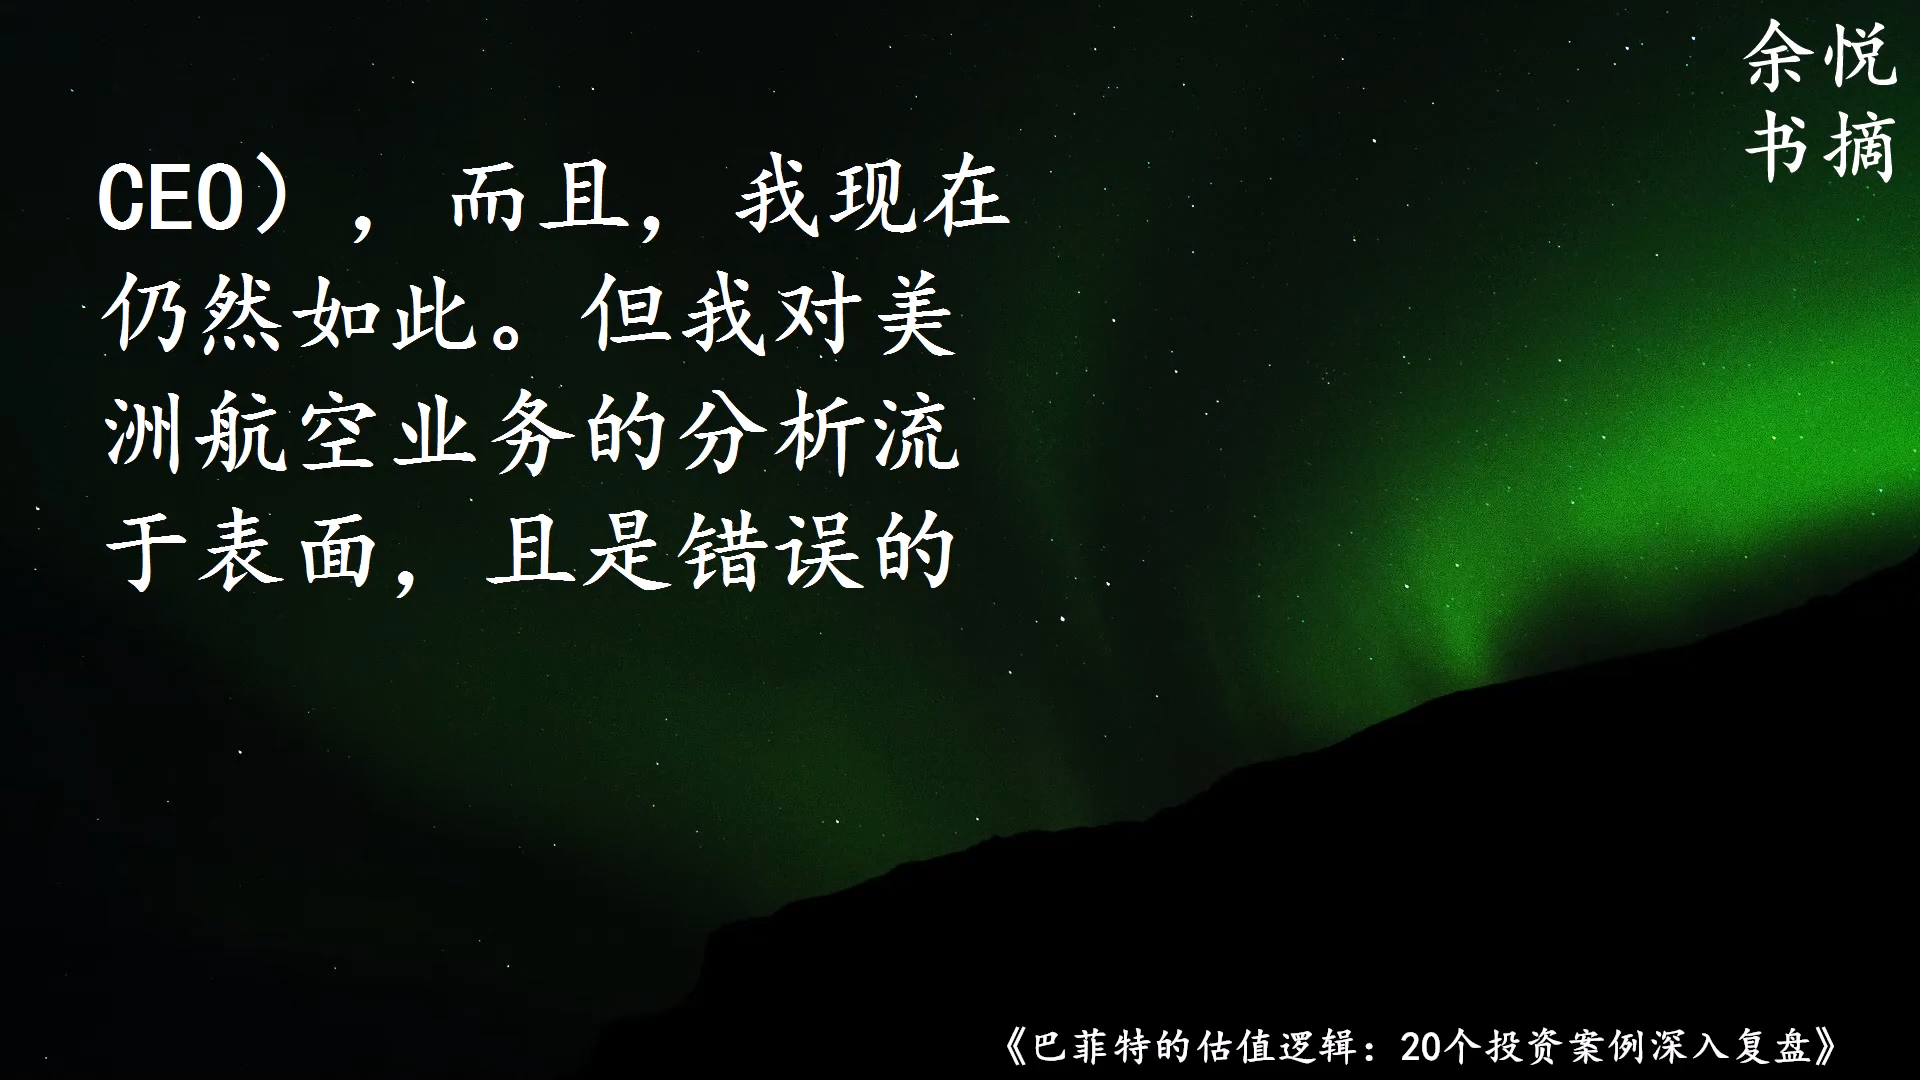 余悦
书摘
CEO），而且，我现在
仍然如此。但我对美
洲航空业务的分析流
于表面，且是错误的
《巴菲特的估值逻辑：20个投资案例深入复盘》